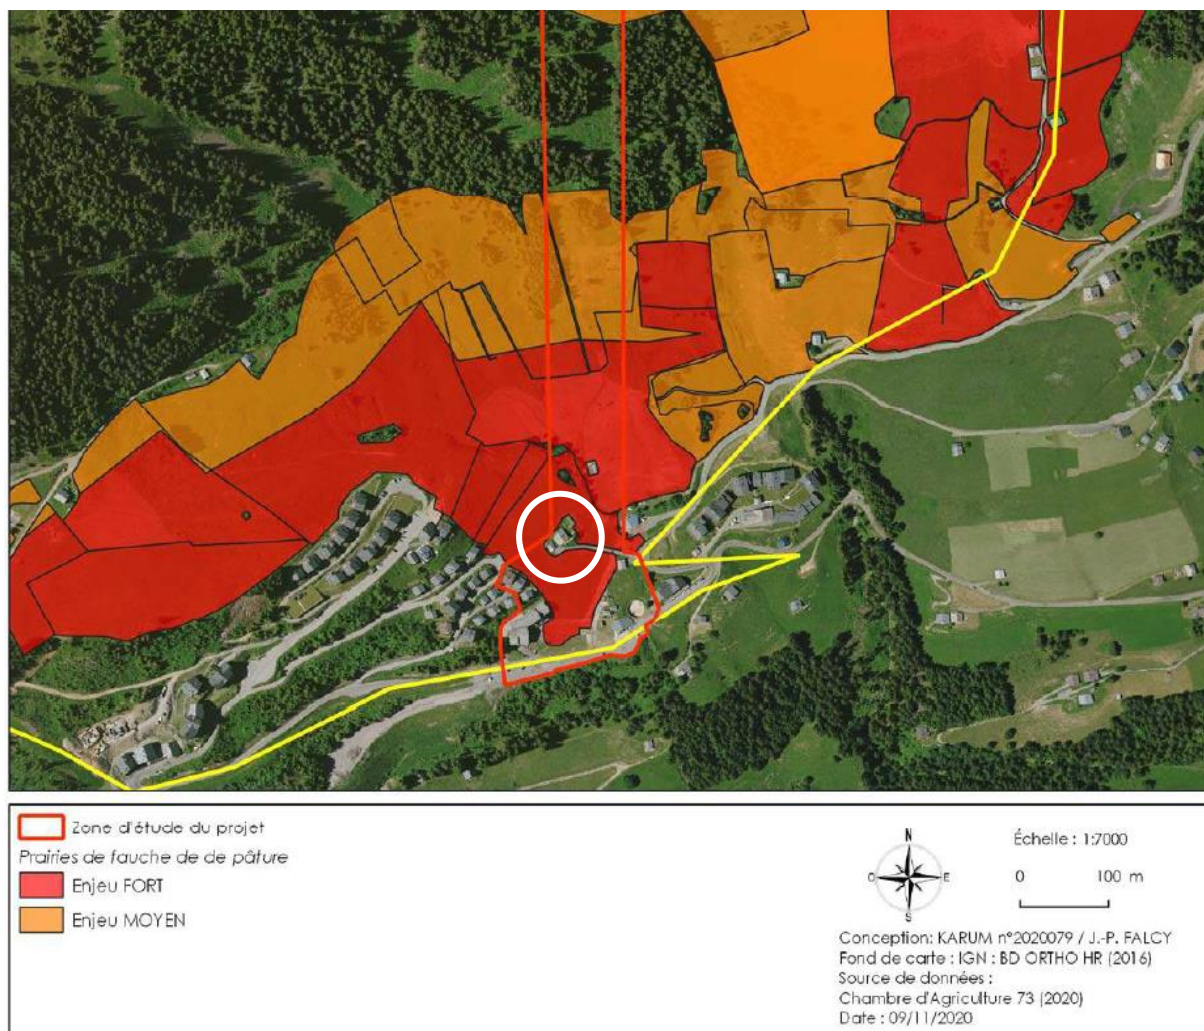 Zone d'étude du projet
Prairies de fauche de de pâture
Enjeu FORT
Enjeu MOYEN
N
E
S
Échelle : 1:7000
0 100 m
Conception: KARUM n°2020079 / J.-P. FALCY
Fond de carte : IGN : BD ORTHO HR (2016)
Source de données :
Chambre d'Agriculture 73 (2020)
Date : 09/11/2020